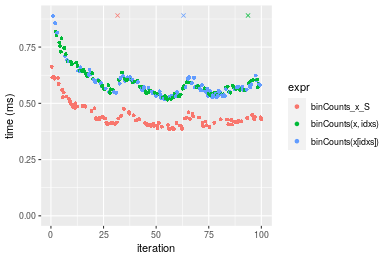 0.75
0.50
0.25
0.00
time (ms)
0
25
50
75
100
iteration
expr
binCounts_x_S
binCounts(x, idxs)
binCounts(x[idxs])